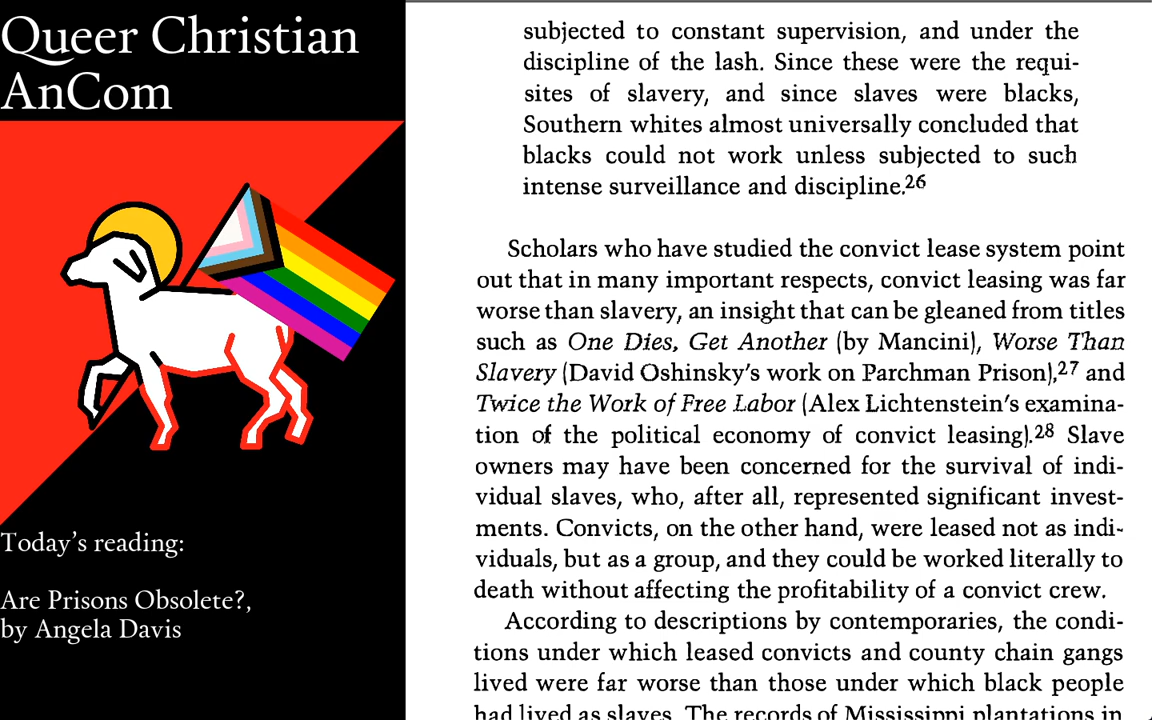 Queer Christian
AnCom
Today's reading:
Are Prisons Obsolete?,
by Angela Davis
subjected to constant supervision, and under the
discipline of the lash. Since these were the requi-
sites of slavery, and since slaves were blacks,
Southern whites almost universally concluded that
blacks could not work unless subjected to such
intense surveillance and discipline.26
Scholars who have studied the convict lease system point
out that in many important respects, convict leasing was far
worse than slavery, an insight that can be gleaned from titles
such as One Dies, Get Another (by Mancini), Worse Than
Slavery (David Oshinsky's work on Parchman Prison),27 and
Twice the Work of Free Labor (Alex Lichtenstein's examina-
tion of the political economy of convict leasing).28 Slave
owners may have been concerned for the survival of indi-
vidual slaves, who, after all, represented significant invest-
ments. Convicts, on the other hand, were leased not as indi-
viduals, but as a group, and they could be worked literally to
death without affecting the profitability of a convict crew.
According to descriptions by contemporaries, the condi-
tions under which leased convicts and county chain gangs
lived were far worse than those under which black people
had lived as slaves. The records of Mississippi plantations in